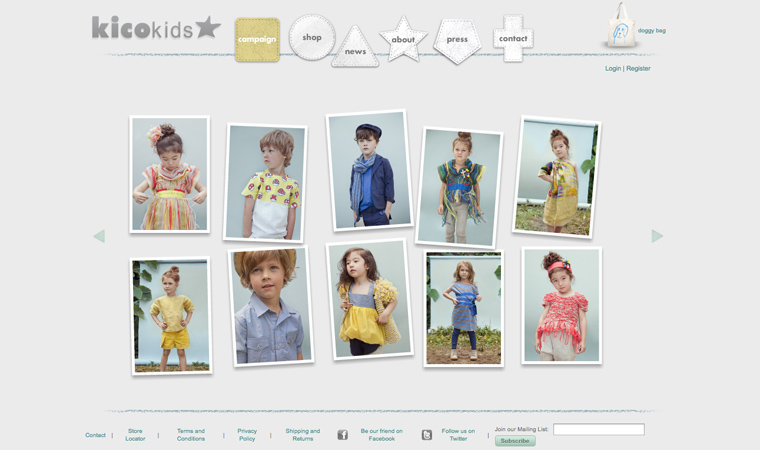 kicokids
campaign
shop
news
about
press
contact
doggy bag
Login | Register
Contact |
Store
Locator |
Terms and
Conditions |
Privacy
Policy |
Shipping and
Returns |
Be our friend on
Facebook
Follow us on
Twitter |
Join our Mailing List:
Subscribe